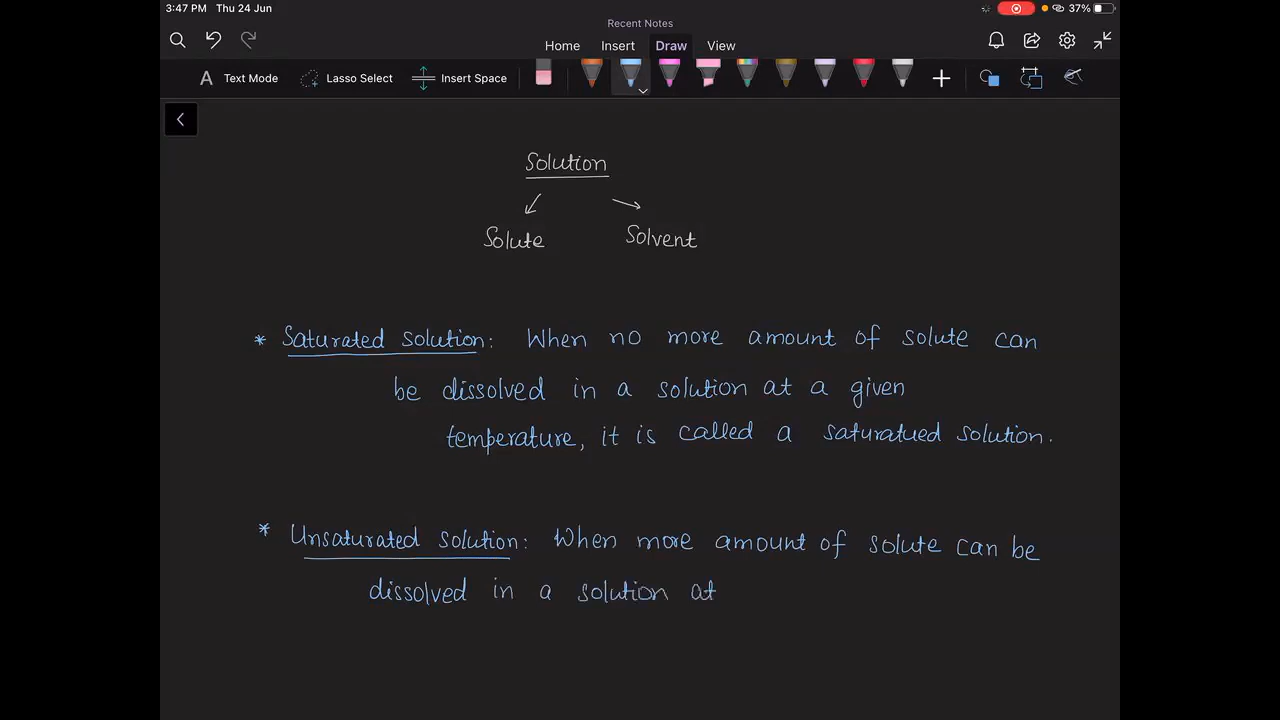 3:47 PM Thu 24 Jun 37%
Recent Notes
Home Insert Draw View
A Text Mode Lasso Select Insert Space
Solution
Solute Solvent
* Saturated solution: When no more amount of solute can
be dissolved in a solution at a given
temperature, it is called a saturatued solution.
* Unsaturated solution: When more amount of solute can be
dissolved in a solution at